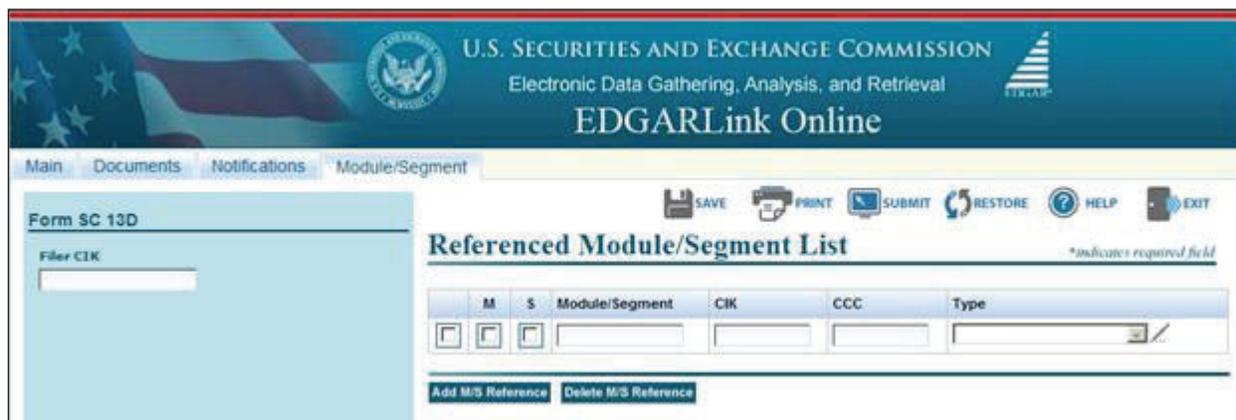 U.S. SECURITIES AND EXCHANGE COMMISSION
Electronic Data Gathering, Analysis, and Retrieval
EDGAR®
EDGARLink Online
Main Documents Notifications Module/Segment
SAVE PRINT SUBMIT RESTORE HELP EXIT
Form SC 13D
Referenced Module/Segment List
*indicates required field
Filer CIK
M S Module/Segment CIK CCC Type
Add M/S Reference Delete M/S Reference